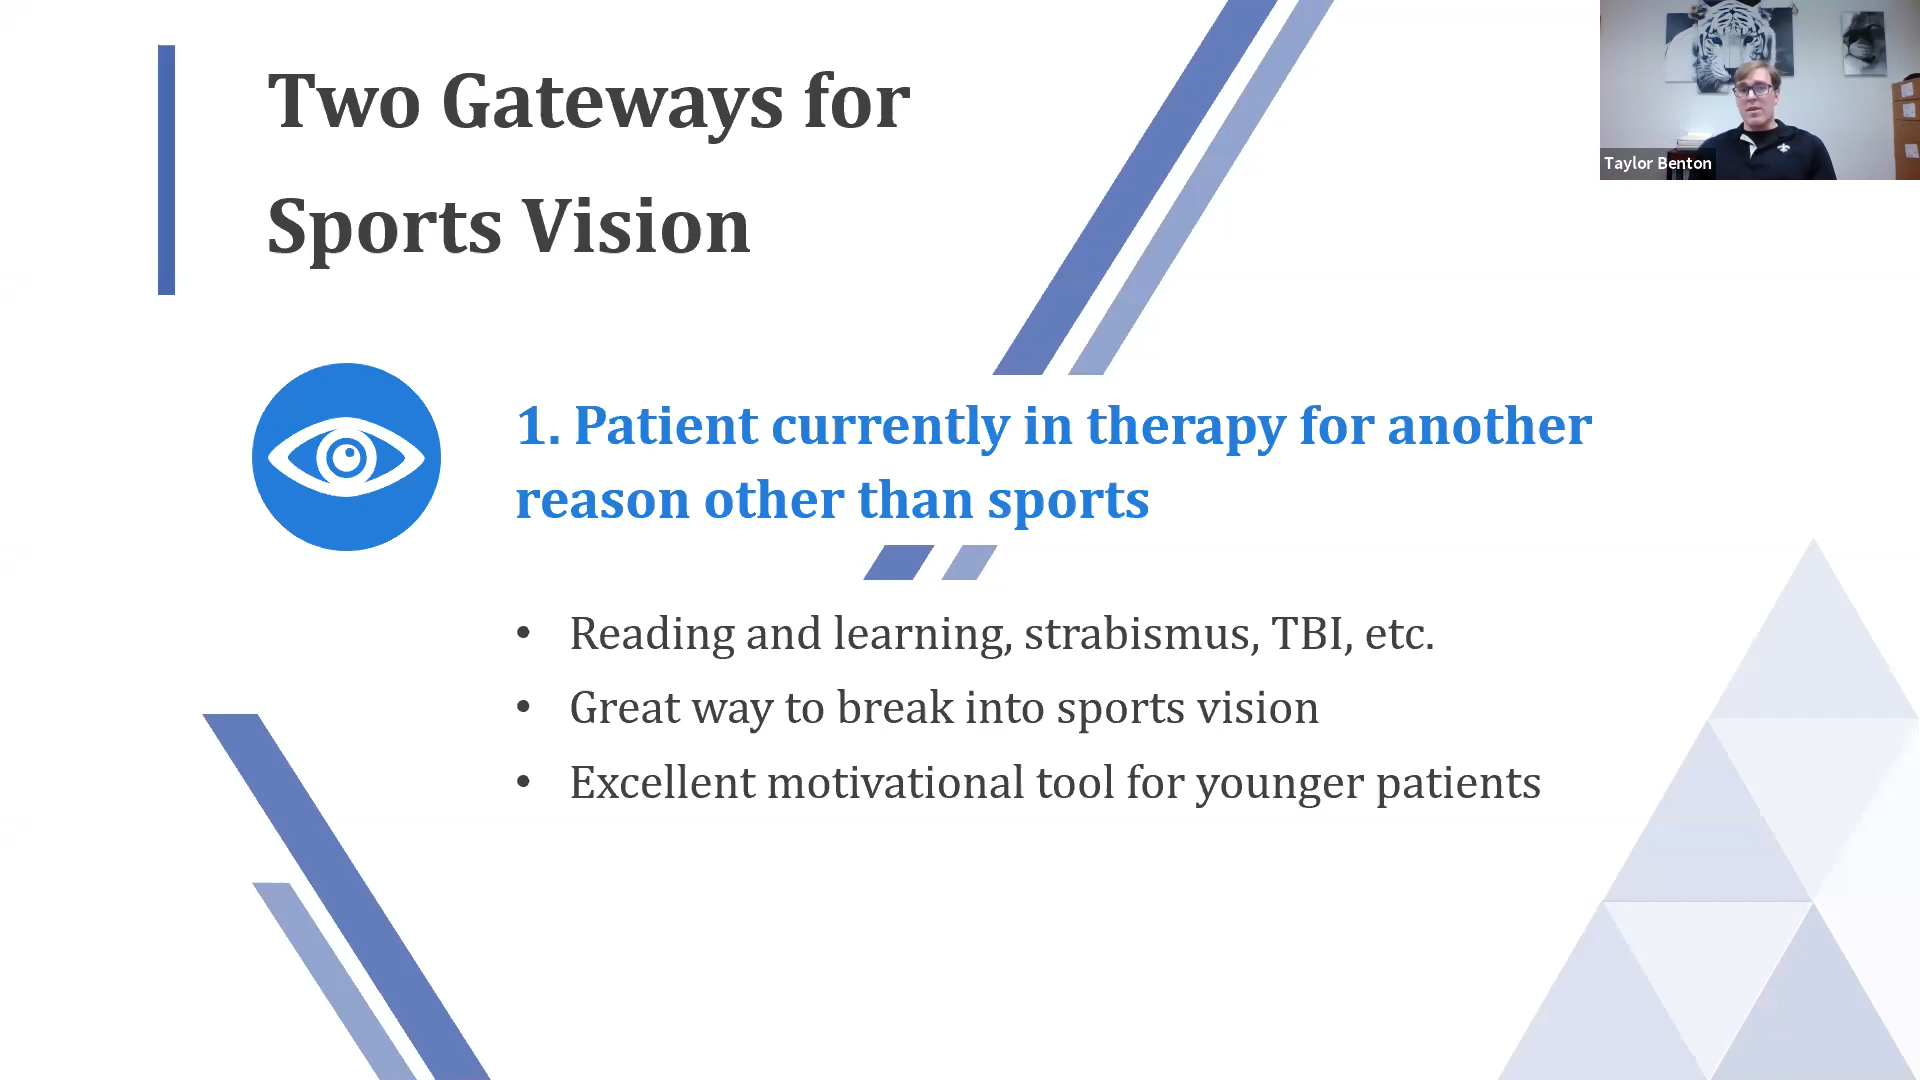 Two Gateways for
Sports Vision
Taylor Benton
1. Patient currently in therapy for another
reason other than sports
• Reading and learning, strabismus, TBI, etc.
• Great way to break into sports vision
• Excellent motivational tool for younger patients